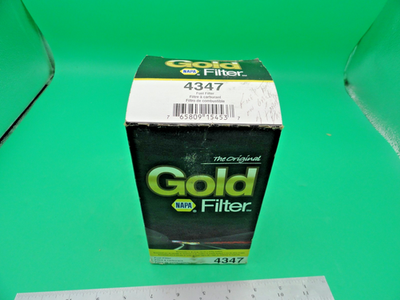 Gold
NAPA Filter
4347
Fuel Filter
Filtre à carburant
Filtro de combustible
7 65809 15453
The Original
Gold
NAPA Filter
4347